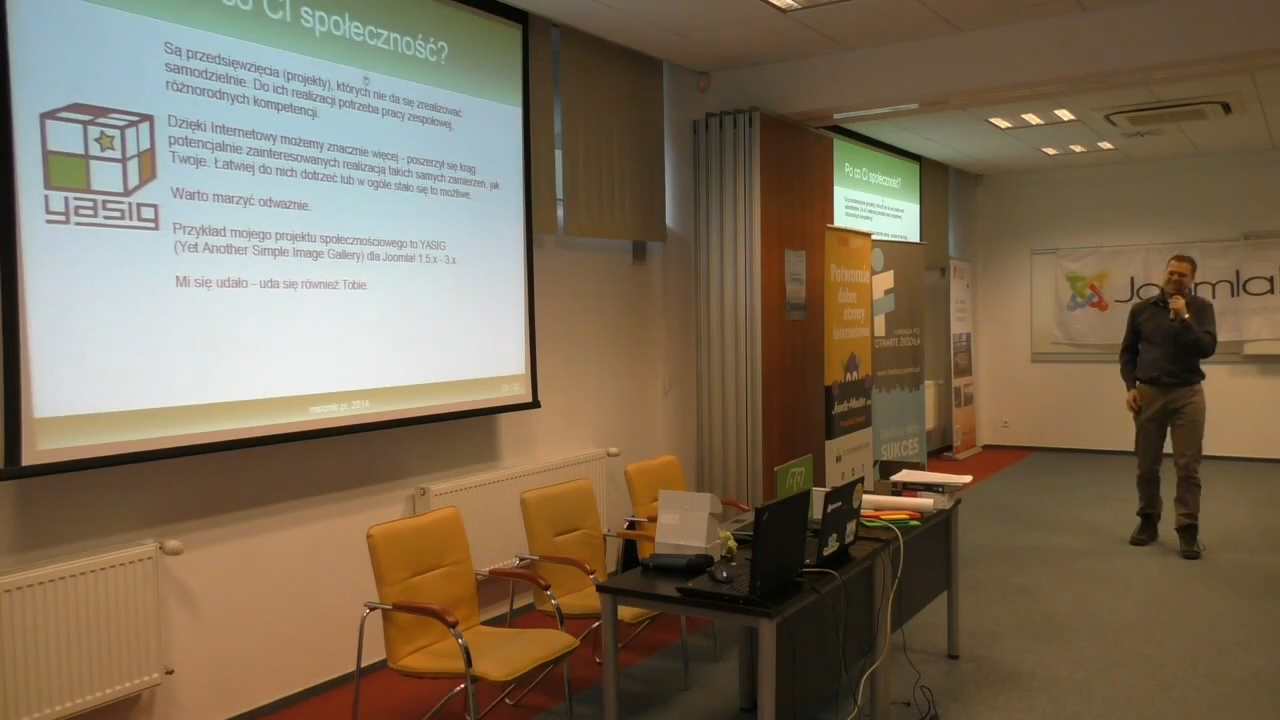 co Ci społeczność?
Są przedsięwzięcia (projekty), których nie da się zrealizować
samodzielnie. Do ich realizacji potrzeba pracy zespołowej,
różnorodnych kompetencji.
Dzięki Internetowy możemy znacznie więcej - poszerzył się krąg
potencjalnie zainteresowanych realizacją takich samych zamierzeń, jak
Twoje. Łatwiej do nich dotrzeć lub w ogóle stało się to możliwe.
Warto marzyć odważnie.
Przykład mojego projektu społecznościowego to YASIG
(Yet Another Simple Image Gallery) dla Joomla! 1.5.x - 3.x
Mi się udało - uda się również Tobie.
yasig
2014
Po co Ci społeczność?
Potwornie
dobre
strony
internetowe
OTWARTE ŹRÓDŁA
SUKCES
Joomla